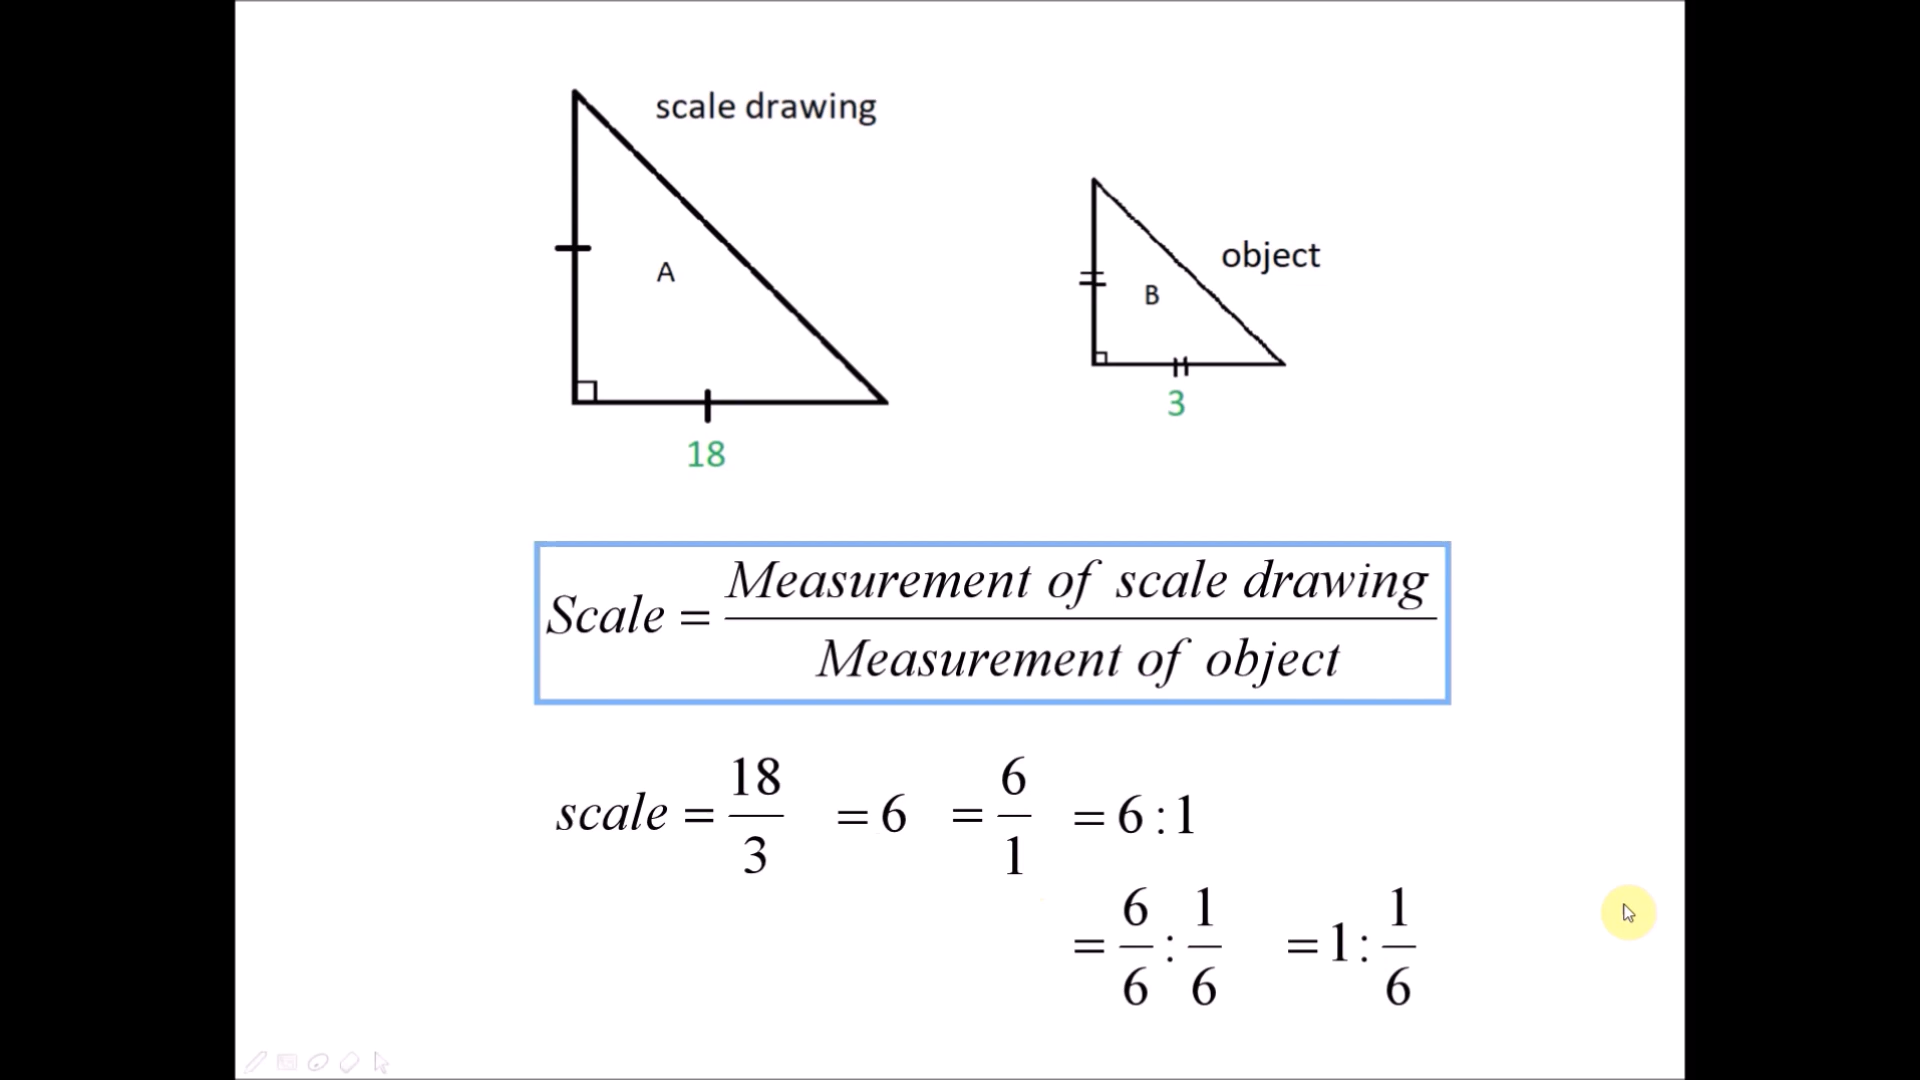 scale drawing
A
18
object
B
3
Scale = Measurement of scale drawing / Measurement of object
scale = 18/3 = 6 = 6/1 = 6 : 1
= 6/6 : 1/6 = 1 : 1/6